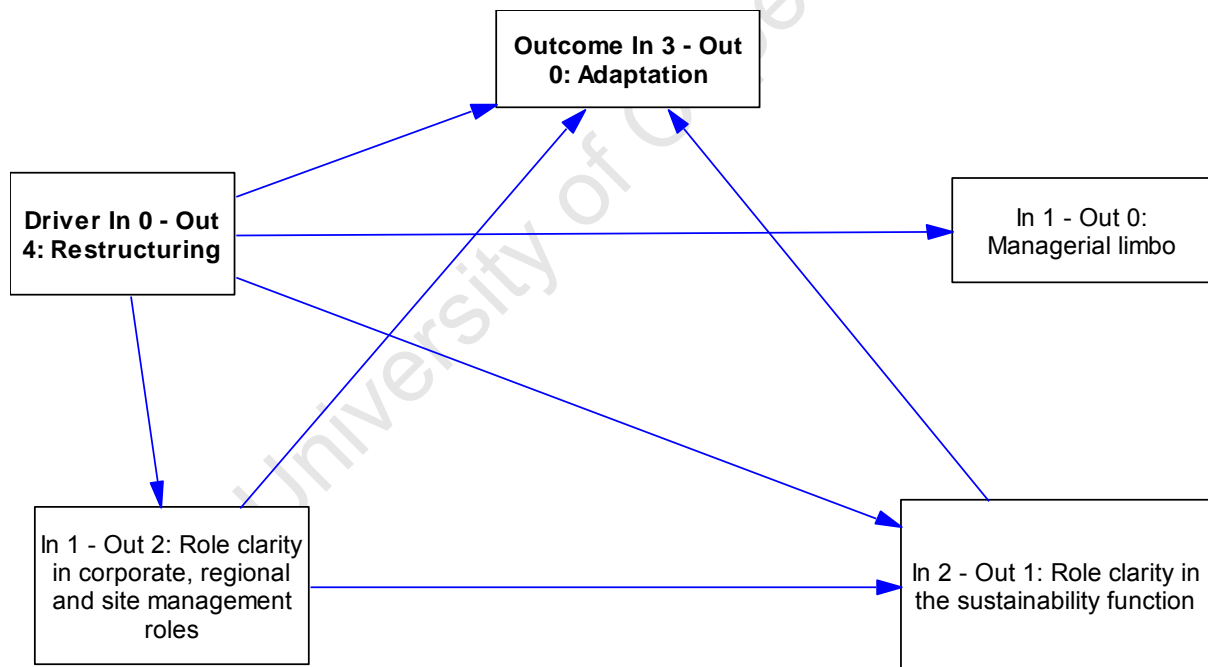 Outcome In 3 - Out
0: Adaptation
Driver In 0 - Out
4: Restructuring
In 1 - Out 0:
Managerial limbo
In 1 - Out 2: Role clarity
in corporate, regional
and site management
roles
In 2 - Out 1: Role clarity in
the sustainability function
University of